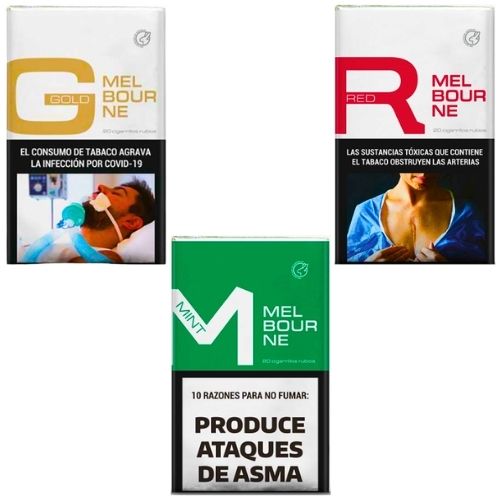 G
GOLD
MEL
BOUR
NE
20 cigarrillos rubios
EL CONSUMO DE TABACO AGRAVA
LA INFECCIÓN POR COVID-19
R
RED
MEL
BOUR
NE
20 cigarrillos rubios
LAS SUSTANCIAS TÓXICAS QUE CONTIENE
EL TABACO OBSTRUYEN LAS ARTERIAS
M
MINT
MEL
BOUR
NE
20 cigarrillos rubios
10 RAZONES PARA NO FUMAR:
PRODUCE
ATAQUES
DE ASMA